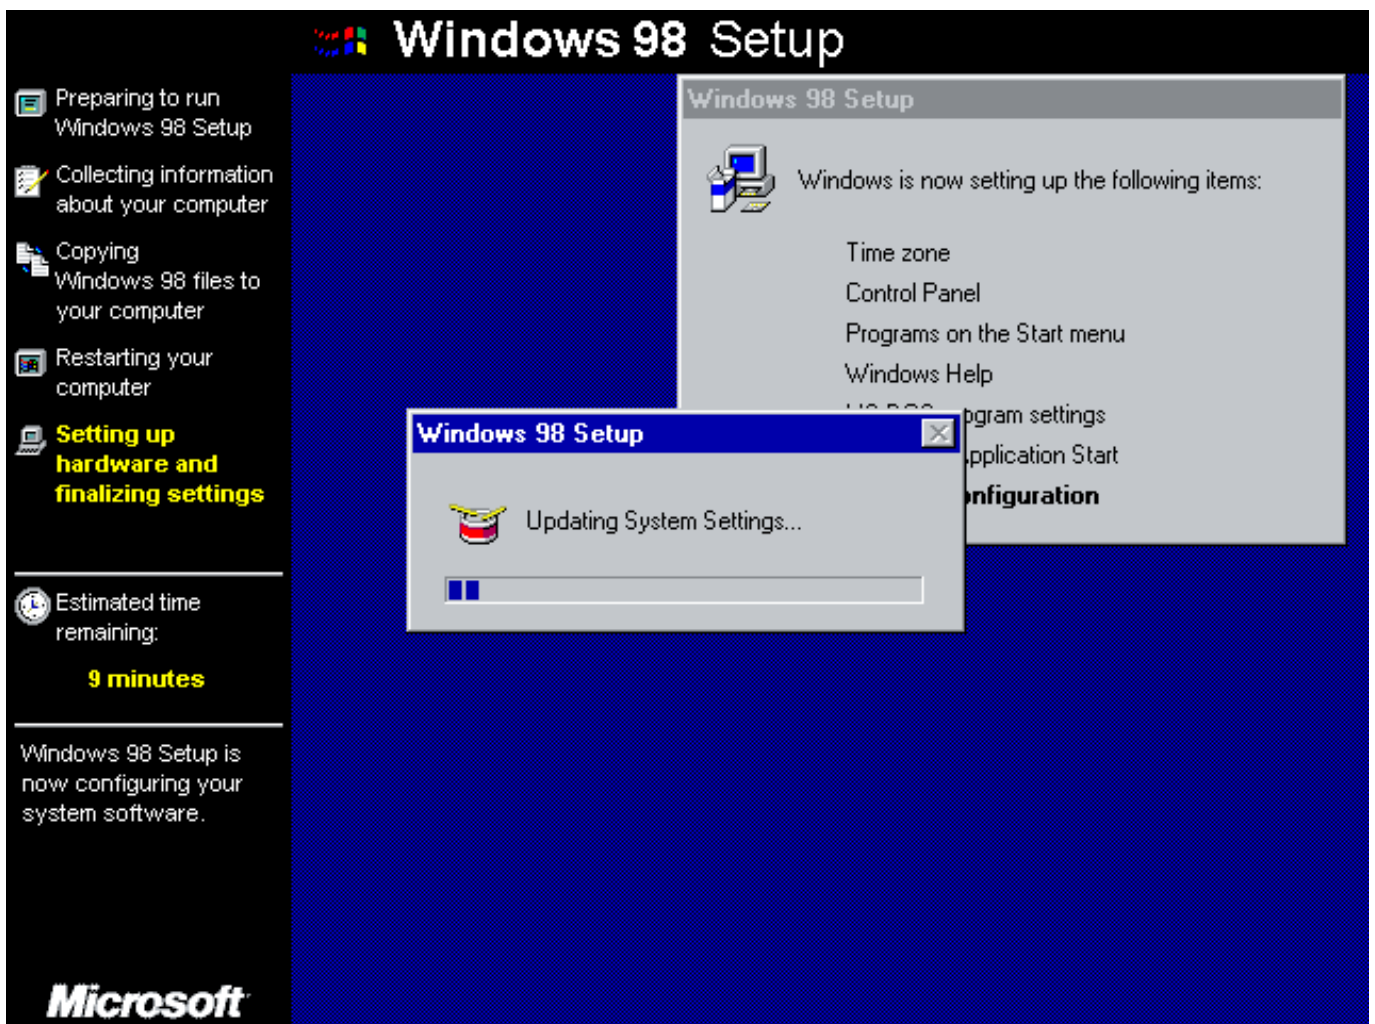 Windows 98 Setup
Preparing to run
Windows 98 Setup
Collecting information
about your computer
Copying
Windows 98 files to
your computer
Restarting your
computer
Setting up
hardware and
finalizing settings
Estimated time
remaining:
9 minutes
Windows 98 Setup is
now configuring your
system software.
Microsoft
Windows 98 Setup
Windows is now setting up the following items:
Time zone
Control Panel
Programs on the Start menu
Windows Help
settings
Start
Windows 98 Setup
Updating System Settings...